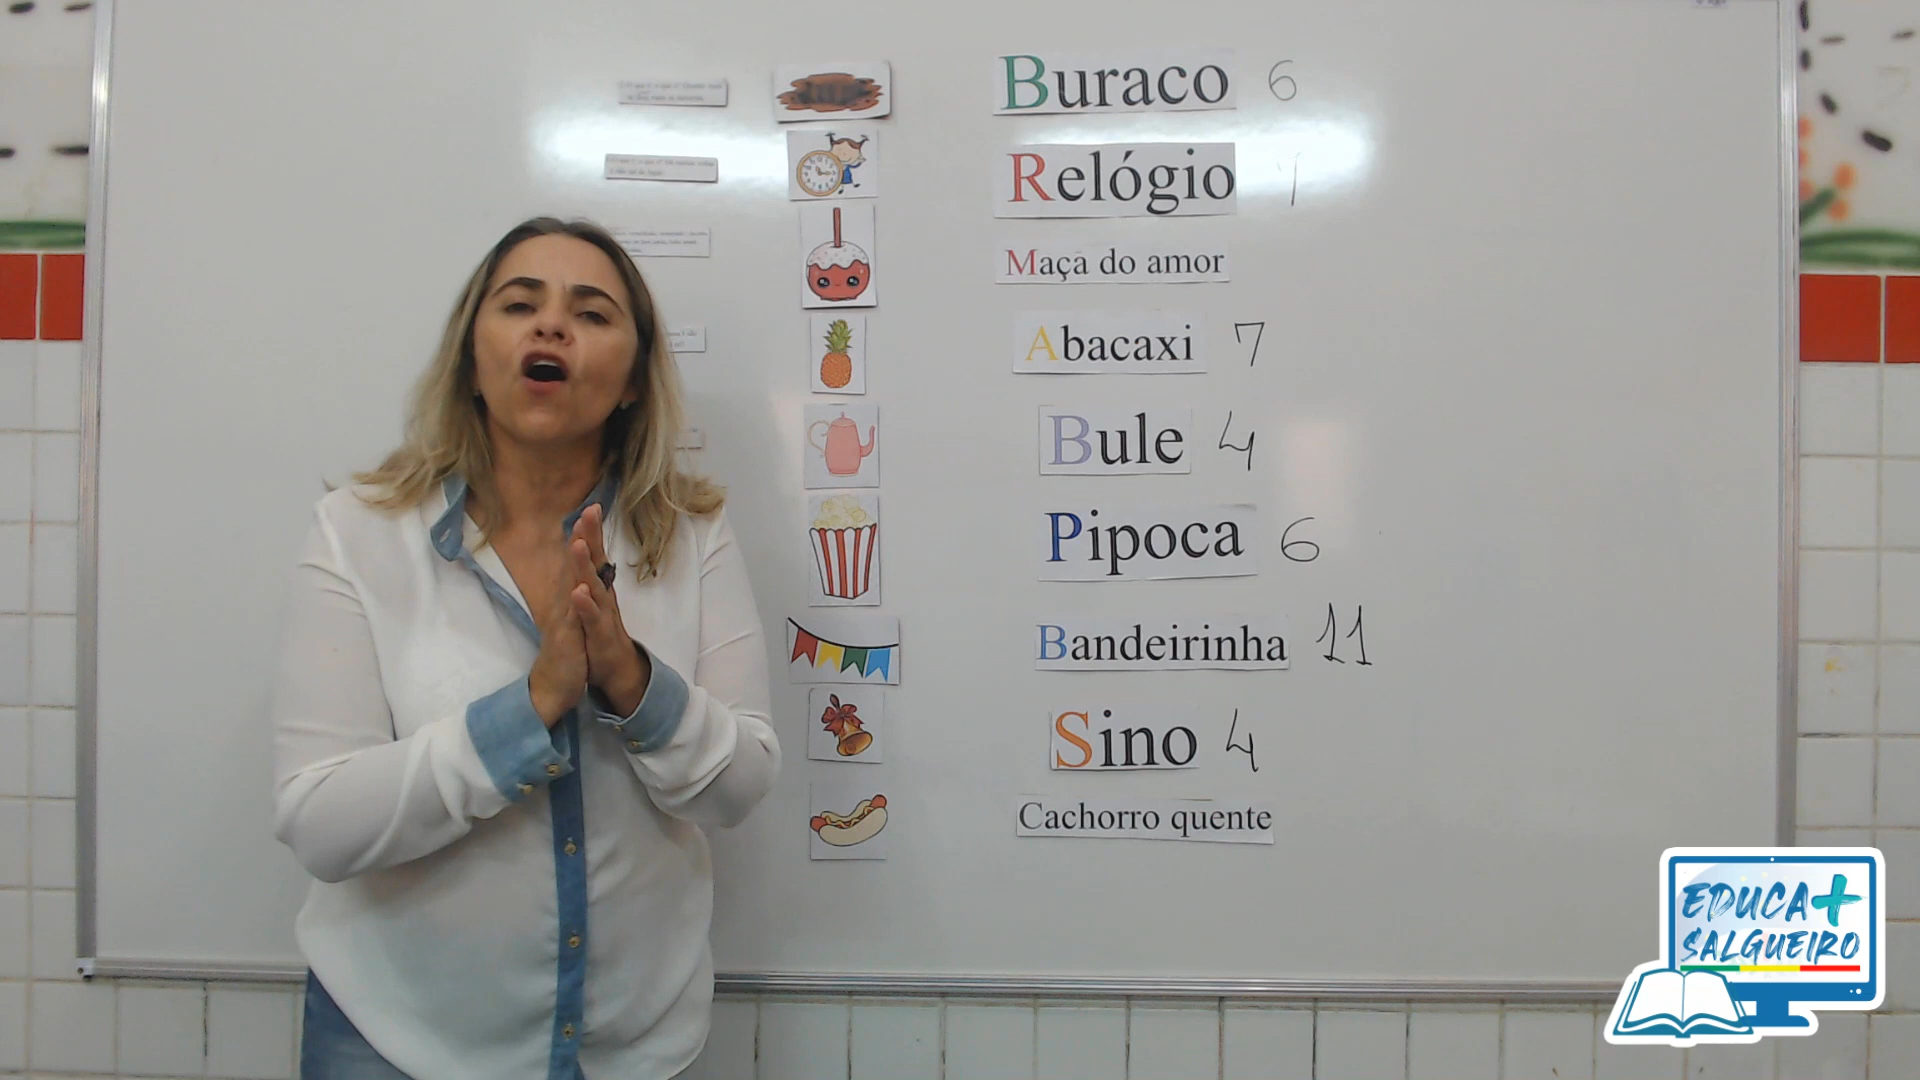 Buraco 6
Relógio 7
Maçã do amor
Abacaxi 7
Bule 4
Pipoca 6
Bandeirinha 11
Sino 4
Cachorro quente
EDUCA+
SALGUEIRO